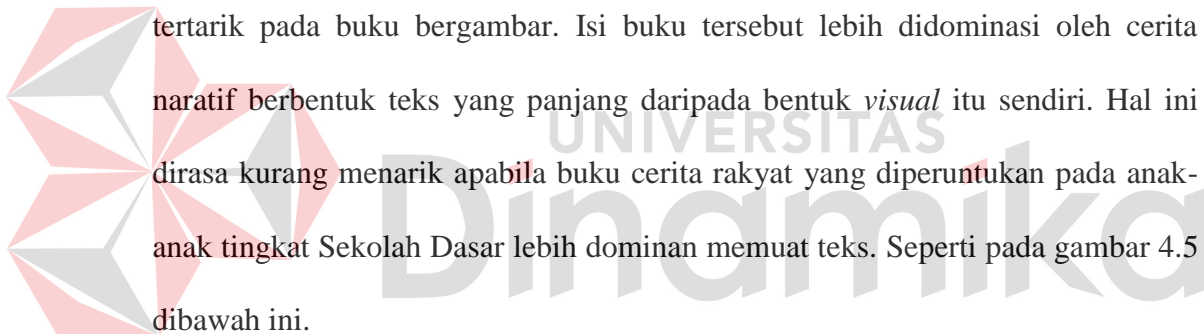 tertarik pada buku bergambar. Isi buku tersebut lebih didominasi oleh cerita
naratif berbentuk teks yang panjang daripada bentuk visual itu sendiri. Hal ini
UNIVERSITAS
dirasa kurang menarik apabila buku cerita rakyat yang diperuntukan pada anak-
Dinamika
anak tingkat Sekolah Dasar lebih dominan memuat teks. Seperti pada gambar 4.5
dibawah ini.